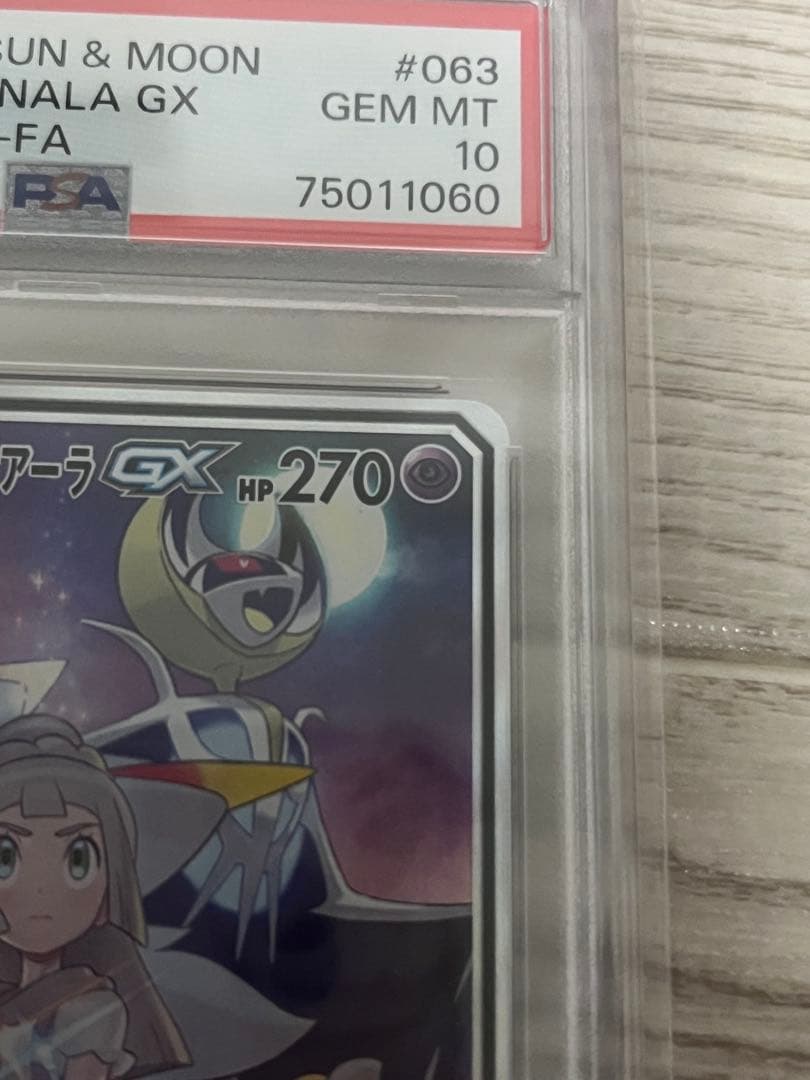 SUN & MOON #063
NALA GX GEM MT
-FA 10
PSA 75011060
アーラ GX HP 270